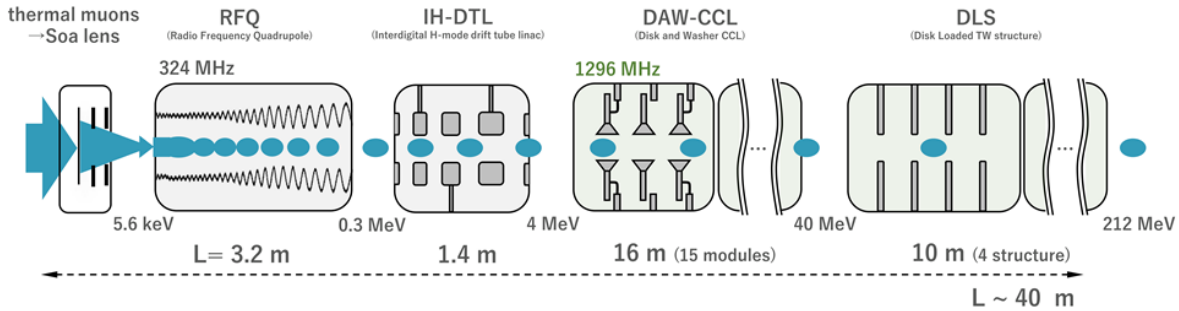 thermal muons
→Soa lens
RFQ
(Radio Frequency Quadrupole)
IH-DTL
(Interdigital H-mode drift tube linac)
DAW-CCL
(Disk and Washer CCL)
DLS
(Disk Loaded TW structure)
324 MHz
1296 MHz
...
...
5.6 keV
0.3 MeV
4 MeV
40 MeV
212 MeV
L= 3.2 m
1.4 m
16 m (15 modules)
10 m (4 structure)
L ~ 40 m